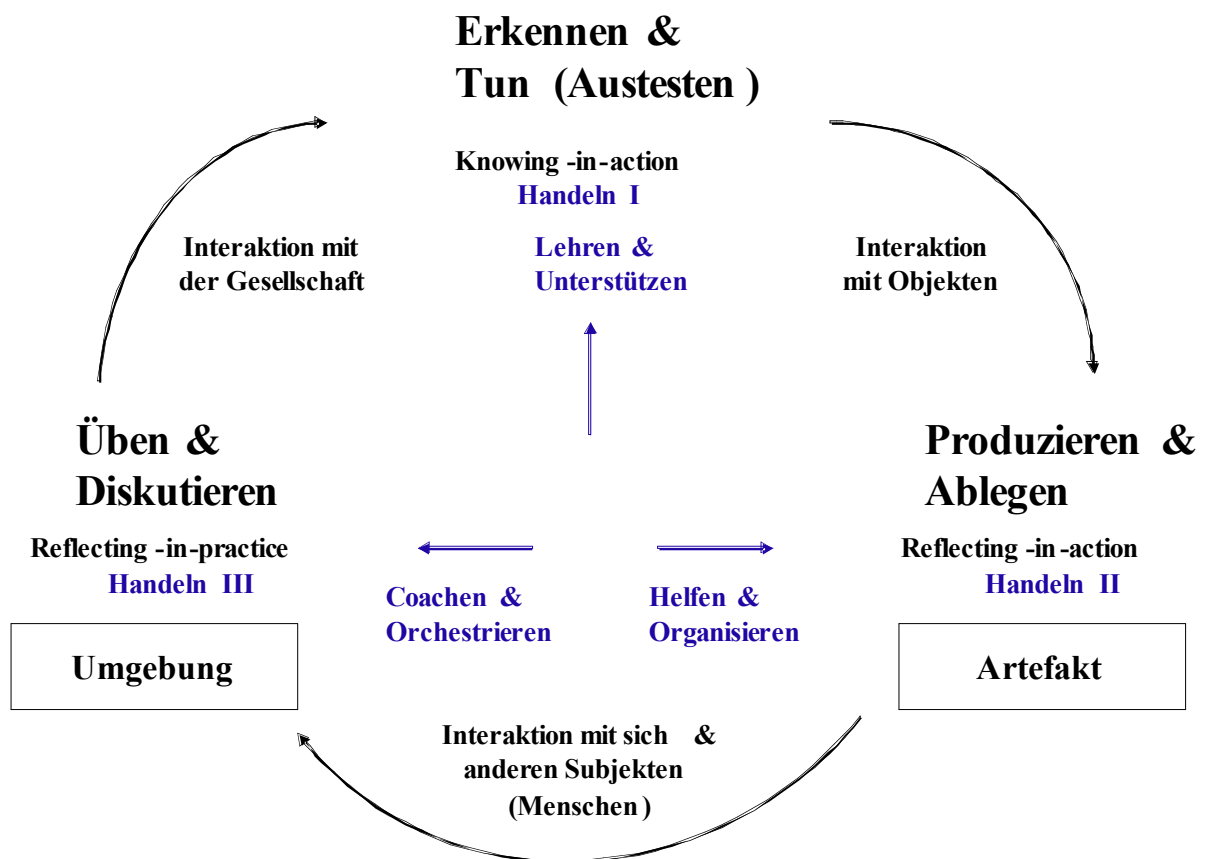 Erkennen &
Tun (Austesten )
Knowing -in-action
Handeln I
Interaktion mit
der Gesellschaft
Lehren &
Unterstützen
Interaktion
mit Objekten
Üben &
Diskutieren
Reflecting -in-practice
Handeln III
Umgebung
Coachen &
Orchestrieren
Helfen &
Organisieren
Produzieren &
Ablegen
Reflecting -in-action
Handeln II
Artefakt
Interaktion mit sich &
anderen Subjekten
(Menschen )